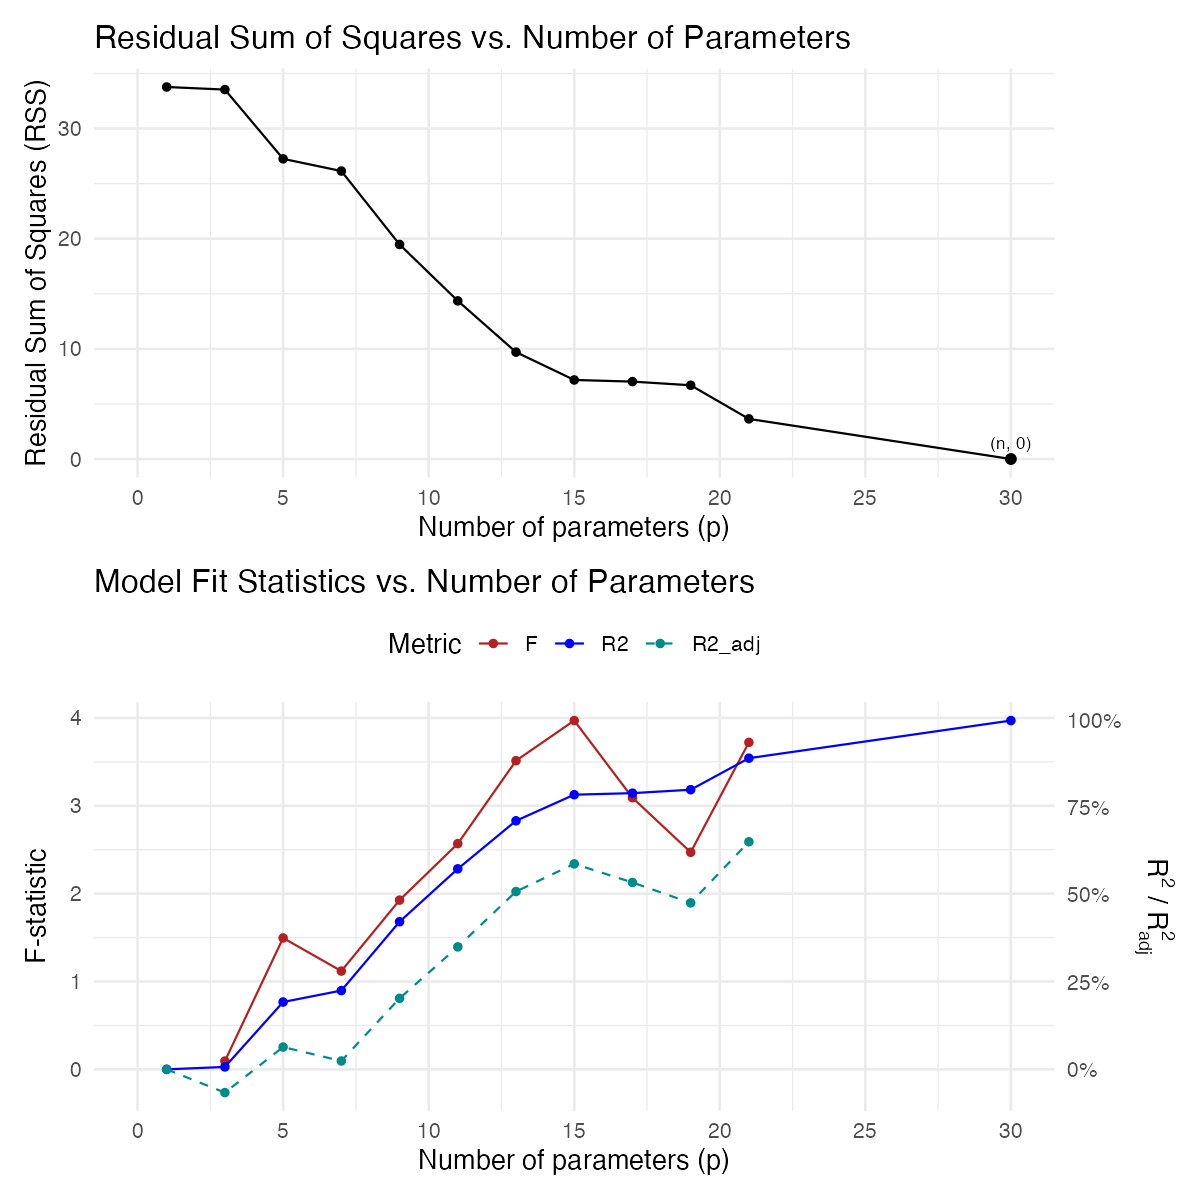 Residual Sum of Squares vs. Number of Parameters
Residual Sum of Squares (RSS)
30
20
10
0
(n, 0)
0 5 10 15 20 25 30
Number of parameters (p)
Model Fit Statistics vs. Number of Parameters
Metric F R2 R2_adj
F-statistic
4
3
2
1
0
100%
75%
50%
25%
0%
R² / R²adj
0 5 10 15 20 25 30
Number of parameters (p)